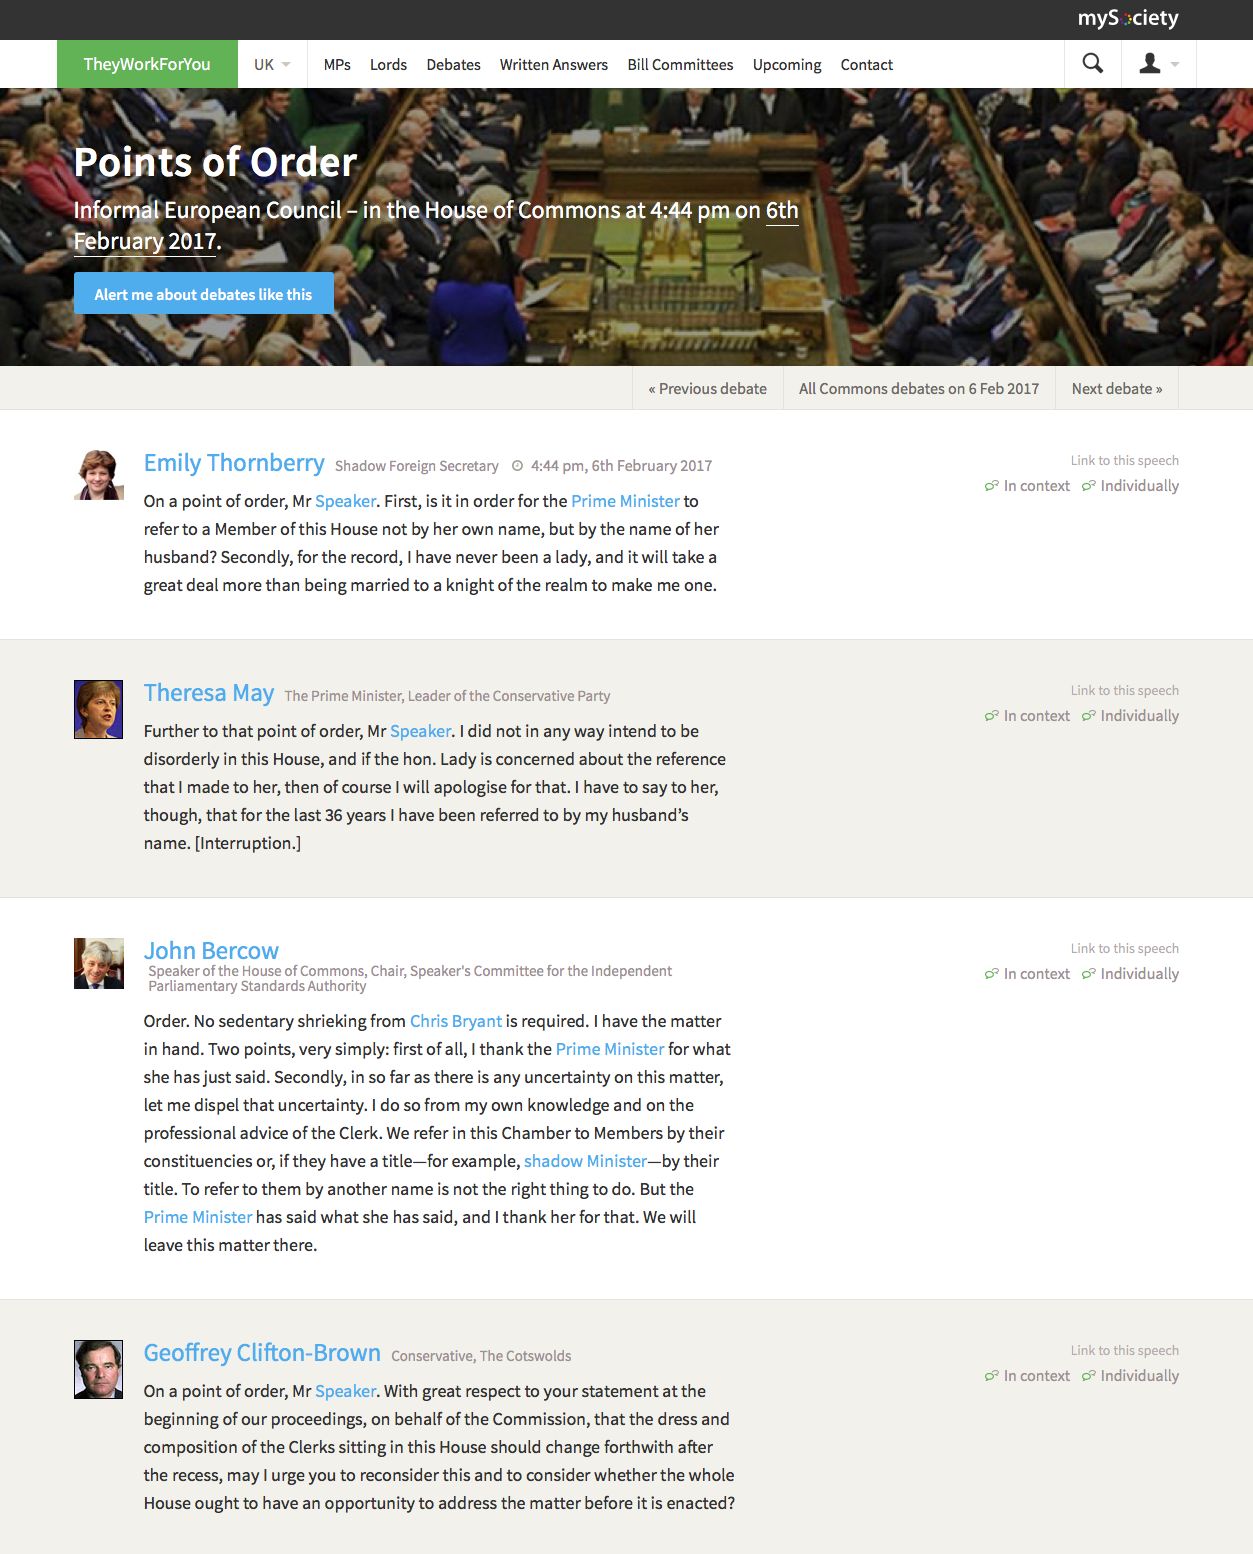 mySociety
TheyWorkForYou
UK
MPs
Lords
Debates
Written Answers
Bill Committees
Upcoming
Contact
Points of Order
Informal European Council – in the House of Commons at 4:44 pm on 6th
February 2017.
Alert me about debates like this
« Previous debate
All Commons debates on 6 Feb 2017
Next debate »
Emily Thornberry Shadow Foreign Secretary 4:44 pm, 6th February 2017
On a point of order, Mr Speaker. First, is it in order for the Prime Minister to
refer to a Member of this House not by her own name, but by the name of her
husband? Secondly, for the record, I have never been a lady, and it will take a
great deal more than being married to a knight of the realm to make me one.
Link to this speech
In context Individually
Theresa May The Prime Minister, Leader of the Conservative Party
Further to that point of order, Mr Speaker. I did not in any way intend to be
disorderly in this House, and if the hon. Lady is concerned about the reference
that I made to her, then of course I will apologise for that. I have to say to her,
though, that for the last 36 years I have been referred to by my husband’s
name. [Interruption.]
Link to this speech
In context Individually
John Bercow
Speaker of the House of Commons, Chair, Speaker's Committee for the Independent
Parliamentary Standards Authority
Order. No sedentary shrieking from Chris Bryant is required. I have the matter
in hand. Two points, very simply: first of all, I thank the Prime Minister for what
she has just said. Secondly, in so far as there is any uncertainty on this matter,
let me dispel that uncertainty. I do so from my own knowledge and on the
professional advice of the Clerk. We refer in this Chamber to Members by their
constituencies or, if they have a title—for example, shadow Minister—by their
title. To refer to them by another name is not the right thing to do. But the
Prime Minister has said what she has said, and I thank her for that. We will
leave this matter there.
Link to this speech
In context Individually
Geoffrey Clifton-Brown Conservative, The Cotswolds
On a point of order, Mr Speaker. With great respect to your statement at the
beginning of our proceedings, on behalf of the Commission, that the dress and
composition of the Clerks sitting in this House should change forthwith after
the recess, may I urge you to reconsider this and to consider whether the whole
House ought to have an opportunity to address the matter before it is enacted?
Link to this speech
In context Individually